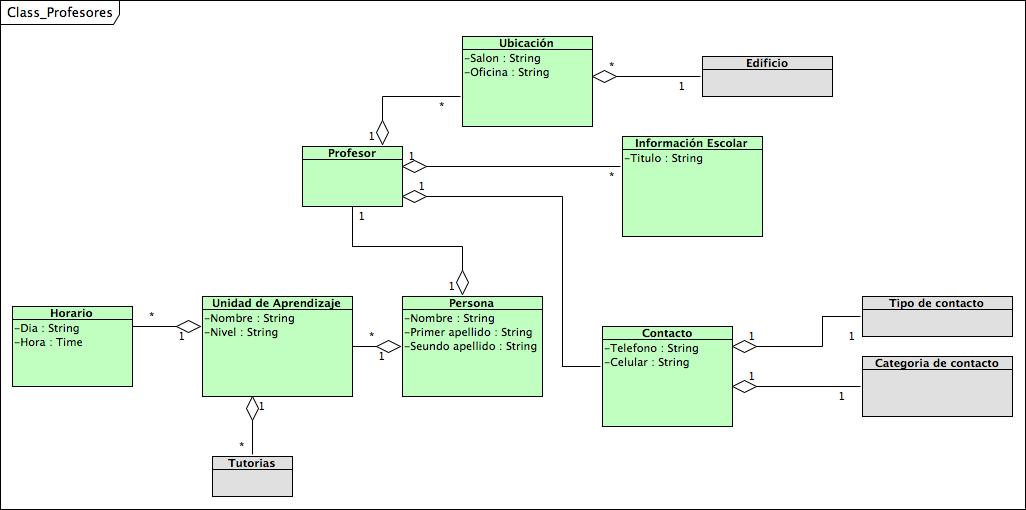 Class_Profesores
Ubicación
-Salon : String
-Oficina : String
*
1
Edificio
*
1
Profesor
1
*
1
1
Información Escolar
-Titulo : String
1
Horario
-Dia : String
-Hora : Time
*
1
Unidad de Aprendizaje
-Nombre : String
-Nivel : String
*
1
1
Persona
-Nombre : String
-Primer apellido : String
-Seundo apellido : String
Contacto
-Telefono : String
-Celular : String
1
1
Tipo de contacto
1
1
Categoria de contacto
1
*
Tutorias